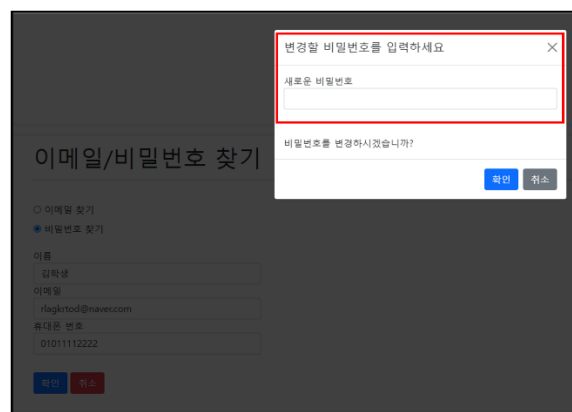 변경할 비밀번호를 입력하세요
새로운 비밀번호
비밀번호를 변경하시겠습니까?
확인 취소
이메일/비밀번호 찾기
이메일 찾기
비밀번호 찾기
이름
김학생
이메일
rlagkrtod@naver.com
휴대폰 번호
01011112222
확인 취소